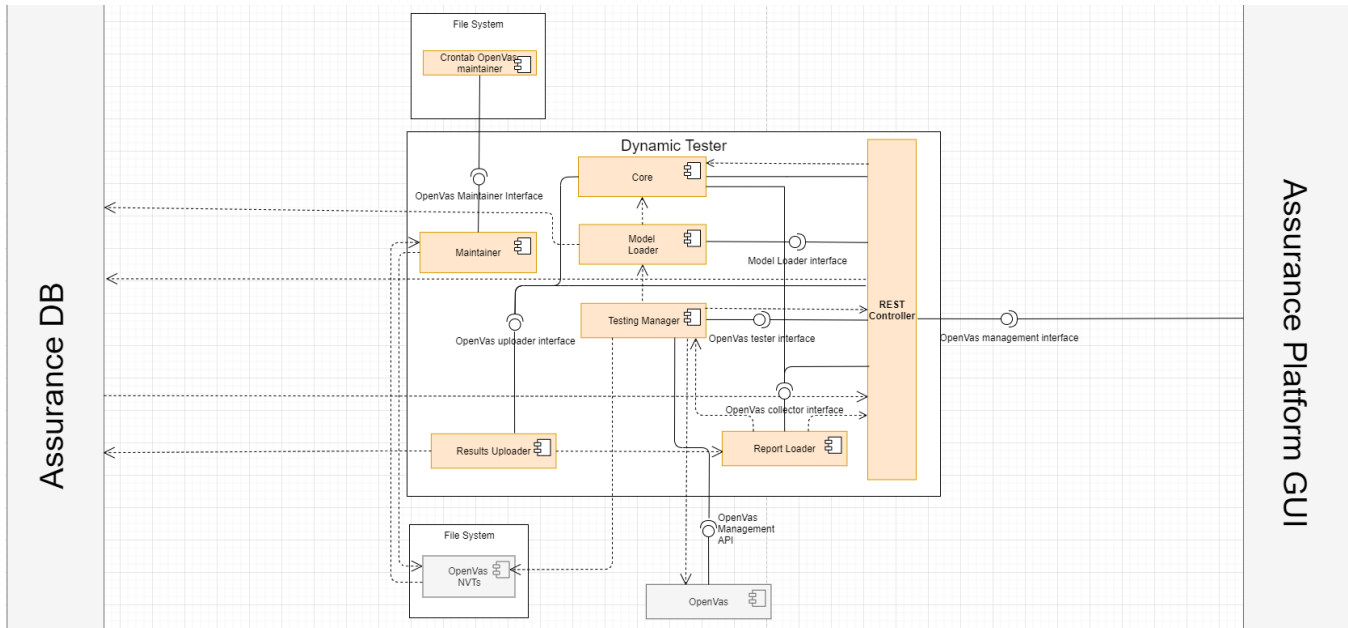 File System
Crontab OpenVas
maintainer
Dynamic Tester
Core
OpenVas Maintainer Interface
Model
Loader
Maintainer
Model Loader interface
Assurance DB
REST
Controller
Testing Manager
OpenVas uploader interface
OpenVas tester interface
OpenVas management interface
Assurance Platform GUI
OpenVas collector interface
Results Uploader
Report Loader
OpenVas
Management
API
File System
OpenVas
NVTs
OpenVas